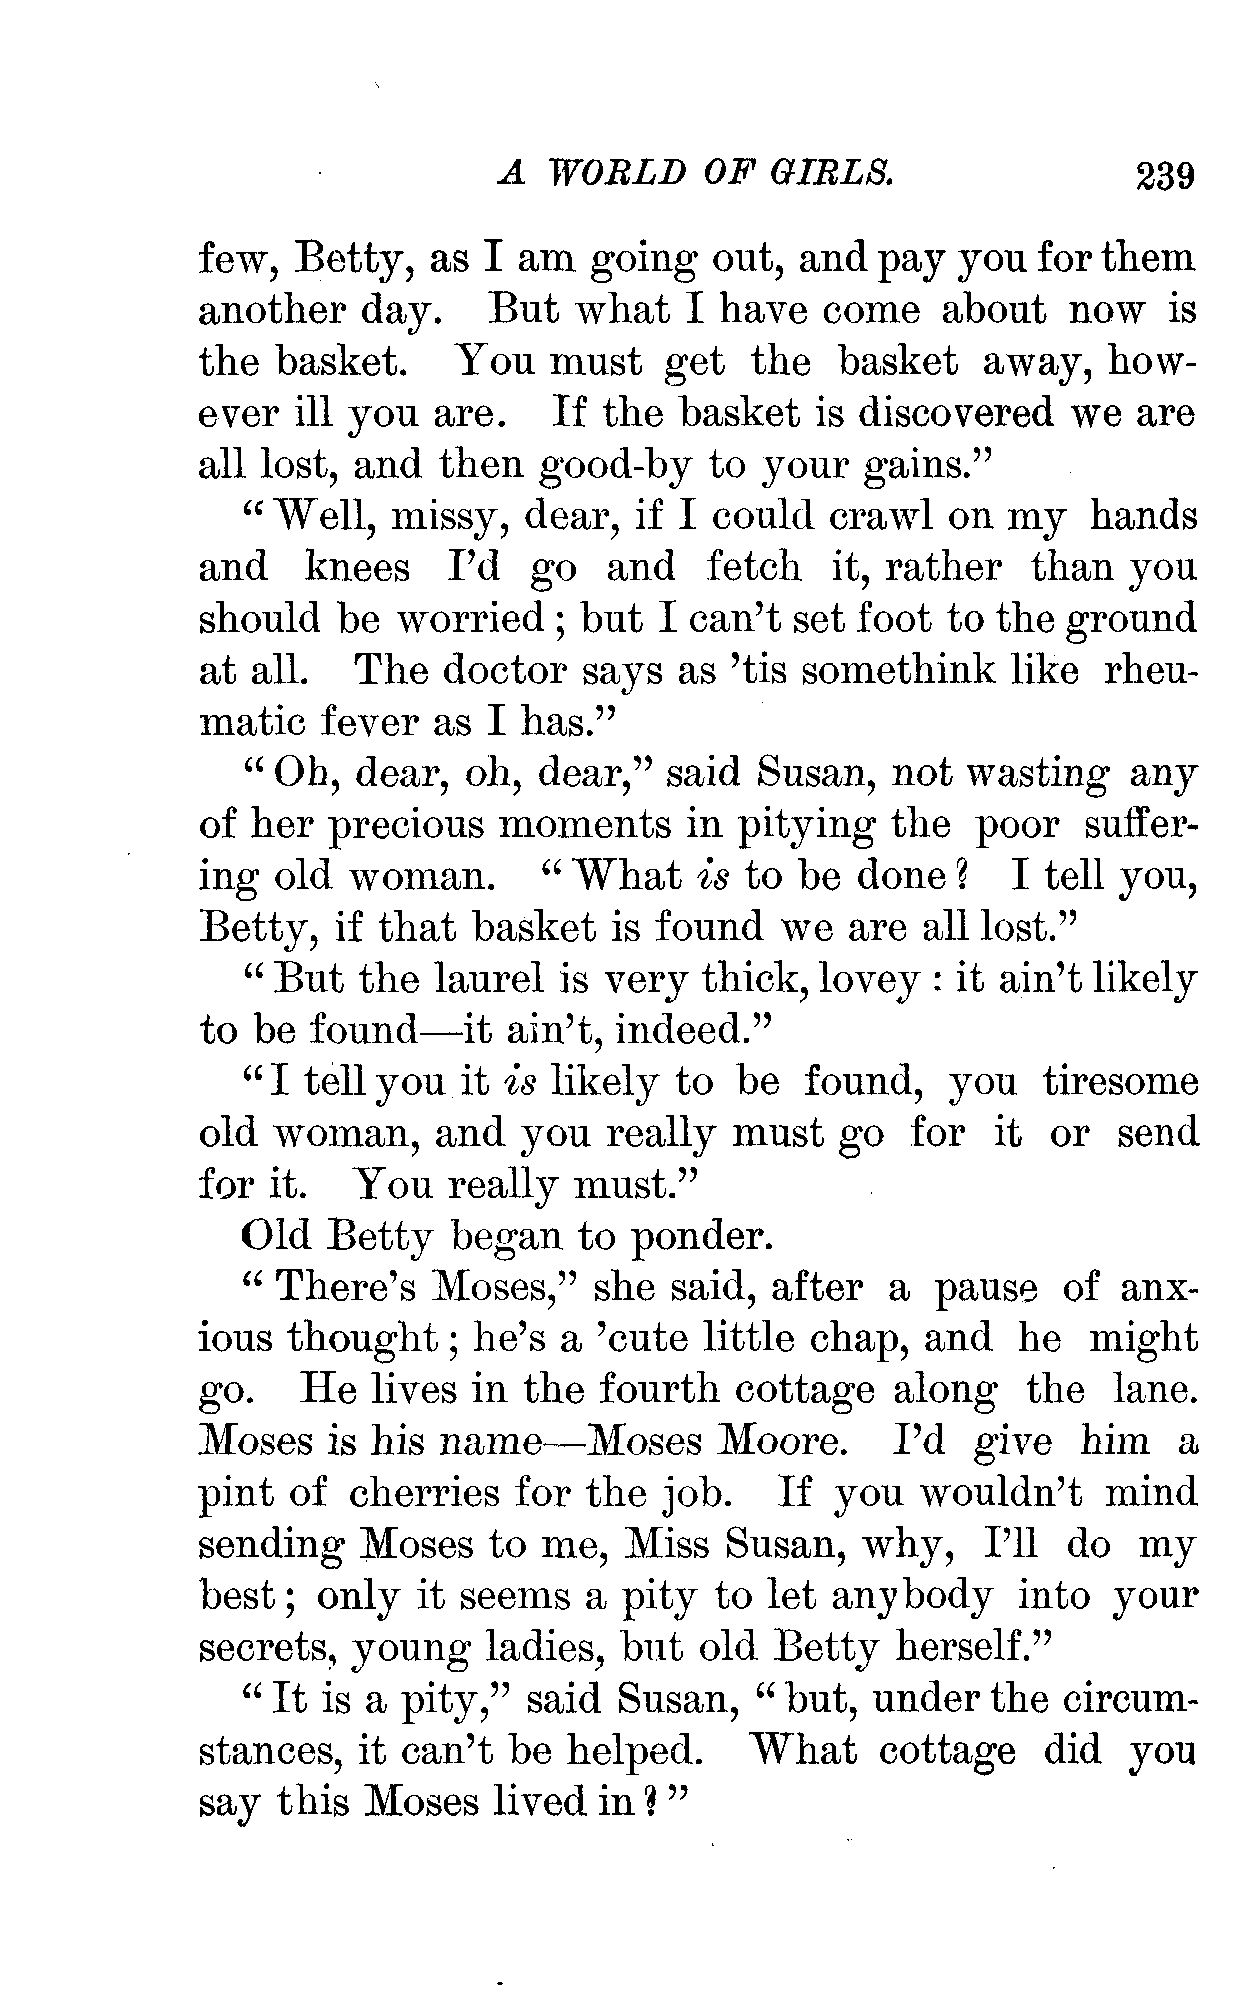 A WORLD OF GIRLS. 239
few, Betty, as I am going out, and pay you for them
another day. But what I have come about now is
the basket. You must get the basket away, how-
ever ill you are. If the basket is discovered we are
all lost, and then good-by to your gains.”
“Well, missy, dear, if I could crawl on my hands
and knees I’d go and fetch it, rather than you
should be worried; but I can’t set foot to the ground
at all. The doctor says as ’tis somethink like rheu-
matic fever as I has.”
“Oh, dear, oh, dear,” said Susan, not wasting any
of her precious moments in pitying the poor suffer-
ing old woman. “What is to be done? I tell you,
Betty, if that basket is found we are all lost.”
“But the laurel is very thick, lovey: it ain’t likely
to be found—it ain’t, indeed.”
“I tell you it is likely to be found, you tiresome
old woman, and you really must go for it or send
for it. You really must.”
Old Betty began to ponder.
“There’s Moses,” she said, after a pause of anx-
ious thought; he’s a ’cute little chap, and he might
go. He lives in the fourth cottage along the lane.
Moses is his name—Moses Moore. I’d give him a
pint of cherries for the job. If you wouldn’t mind
sending Moses to me, Miss Susan, why, I’ll do my
best; only it seems a pity to let anybody into your
secrets, young ladies, but old Betty herself.”
“It is a pity,” said Susan, “but, under the circum-
stances, it can’t be helped. What cottage did you
say this Moses lived in?”